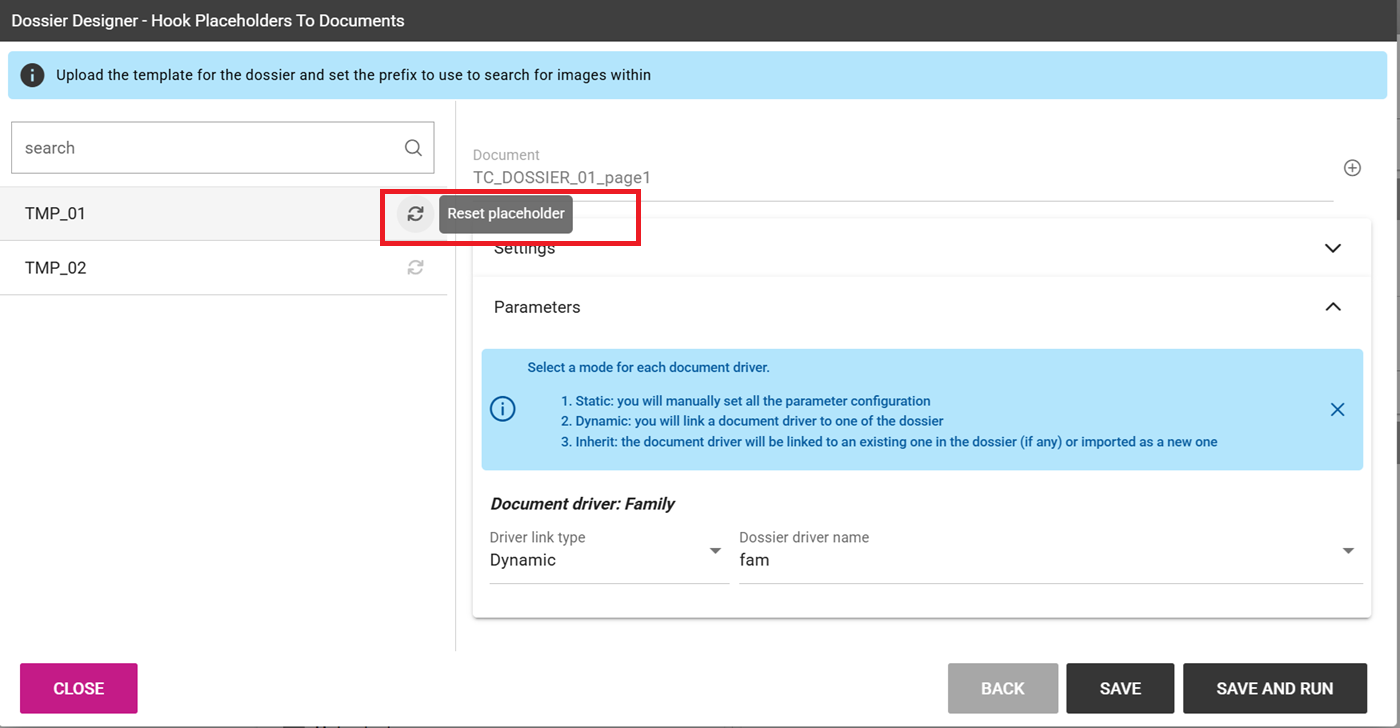 Dossier Designer - Hook Placeholders To Documents
Upload the template for the dossier and set the prefix to use to search for images within
search
Document
TC_DOSSIER_01_page1
TMP_01
Reset placeholder
Settings
TMP_02
Parameters
Select a mode for each document driver.
1. Static: you will manually set all the parameter configuration
2. Dynamic: you will link a document driver to one of the dossier
3. Inherit: the document driver will be linked to an existing one in the dossier (if any) or imported as a new one
Document driver: Family
Driver link type
Dynamic
Dossier driver name
fam
CLOSE
BACK
SAVE
SAVE AND RUN